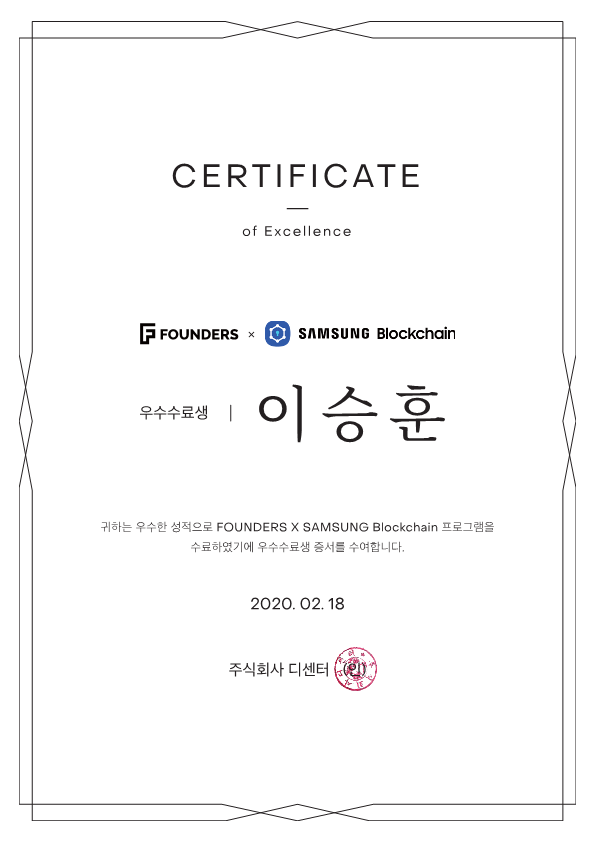 CERTIFICATE
of Excellence
FOUNDERS × SAMSUNG Blockchain
우수수료생 | 이승훈
귀하는 우수한 성적으로 FOUNDERS X SAMSUNG Blockchain 프로그램을
수료하였기에 우수수료생 증서를 수여합니다.
2020. 02. 18
주식회사 디센터 (인)